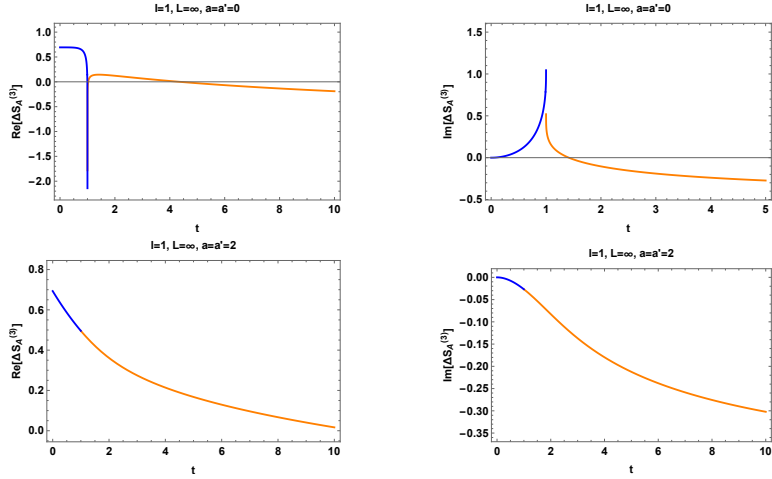 l=1, L=∞, a=a'=0
Re[ΔS_A^(3)]
1.0
0.5
0.0
−0.5
−1.0
−1.5
−2.0
0 2 4 6 8 10
t
l=1, L=∞, a=a'=0
Im[ΔS_A^(3)]
1.5
1.0
0.5
0.0
−0.5
0 1 2 3 4 5
t
l=1, L=∞, a=a'=2
Re[ΔS_A^(3)]
0.8
0.6
0.4
0.2
0.0
0 2 4 6 8 10
t
l=1, L=∞, a=a'=2
Im[ΔS_A^(3)]
0.00
−0.05
−0.10
−0.15
−0.20
−0.25
−0.30
−0.35
0 2 4 6 8 10
t